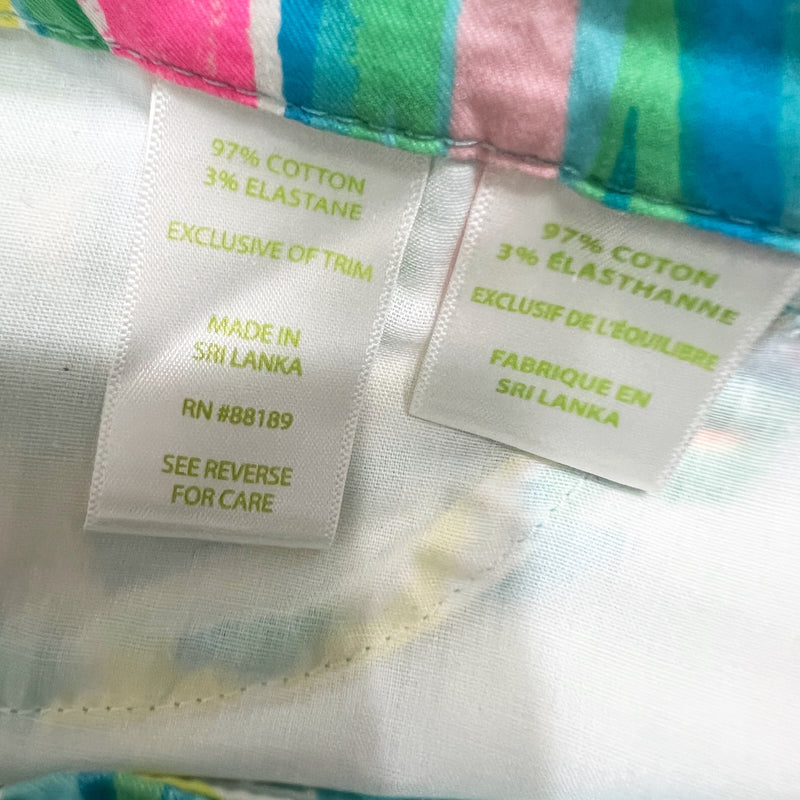 97% COTTON
3% ELASTANE
EXCLUSIVE OF TRIM
MADE IN
SRI LANKA
RN #88189
SEE REVERSE
FOR CARE
97% COTON
3% ÉLASTHANNE
EXCLUSIF DE L'ÉQUILIBRE
FABRIQUE EN
SRI LANKA